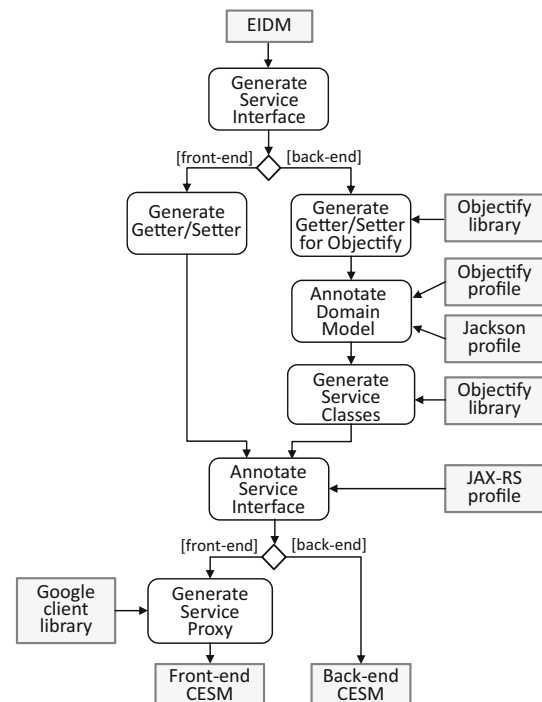 EIDM
Generate
Service
Interface
[front-end]
[back-end]
Generate
Getter/Setter
Generate
Getter/Setter
for Objectify
Objectify
library
Annotate
Domain
Model
Objectify
profile
Jackson
profile
Generate
Service
Classes
Objectify
library
Annotate
Service
Interface
JAX-RS
profile
[front-end]
[back-end]
Google
client
library
Generate
Service
Proxy
Front-end
CESM
Back-end
CESM